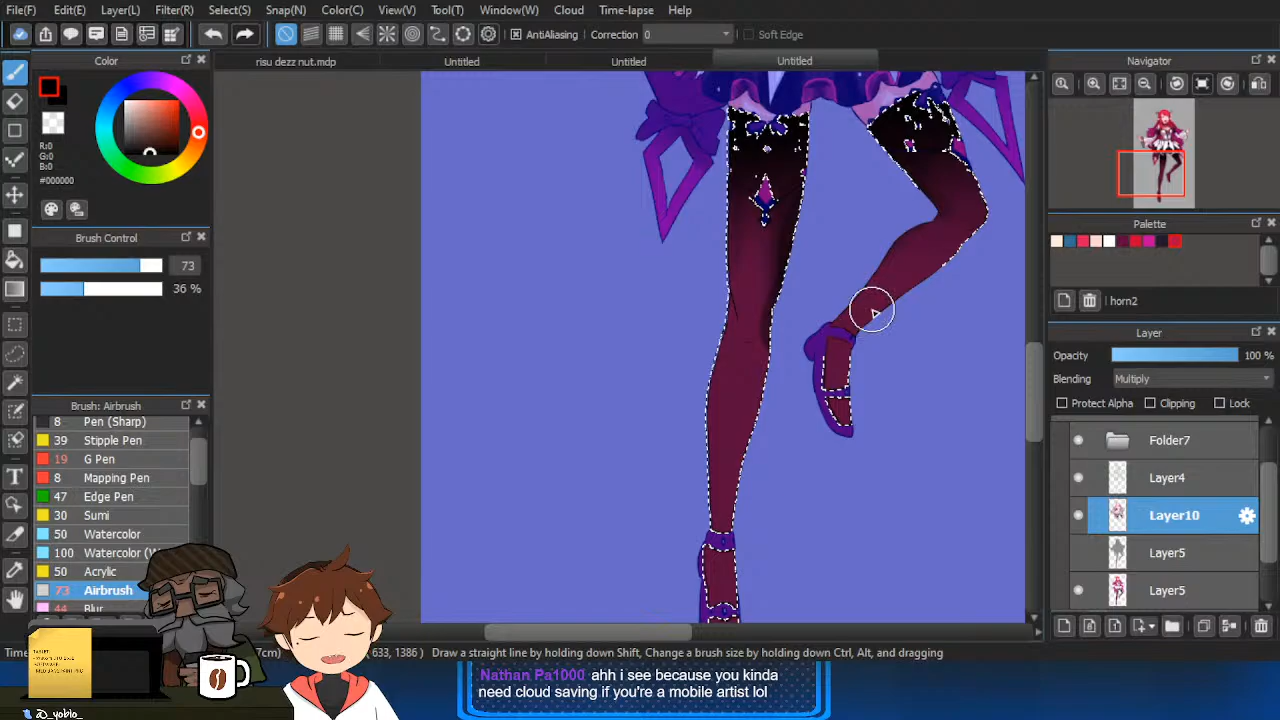 File(F) Edit(E) Layer(L) Filter(R) Select(S) Snap(N) Color(C) View(V) Tool(T) Window(W) Cloud Time-lapse Help
AntiAliasing Correction 0 Soft Edge
Color
risu dezz nut.mdp Untitled Untitled Untitled
Navigator
R:0
G:0
B:0
#000000
Brush Control
73
36 %
Palette
horn2
Layer
Opacity 100 %
Blending Multiply
Protect Alpha Clipping Lock
Folder7
Layer4
Layer10
Layer5
Layer5
Brush: Airbrush
8 Pen (Sharp)
39 Stipple Pen
19 G Pen
8 Mapping Pen
47 Edge Pen
30 Sumi
50 Watercolor
100 Watercolor (W
50 Acrylic
73 Airbrush
44 Blur
7cm) (633, 1386) Draw a straight line by holding down Shift, Change a brush size by holding down Ctrl, Alt, and dragging
TABLET:
Nathan Pa1000 ahh i see because you kinda
need cloud saving if you're a mobile artist lol